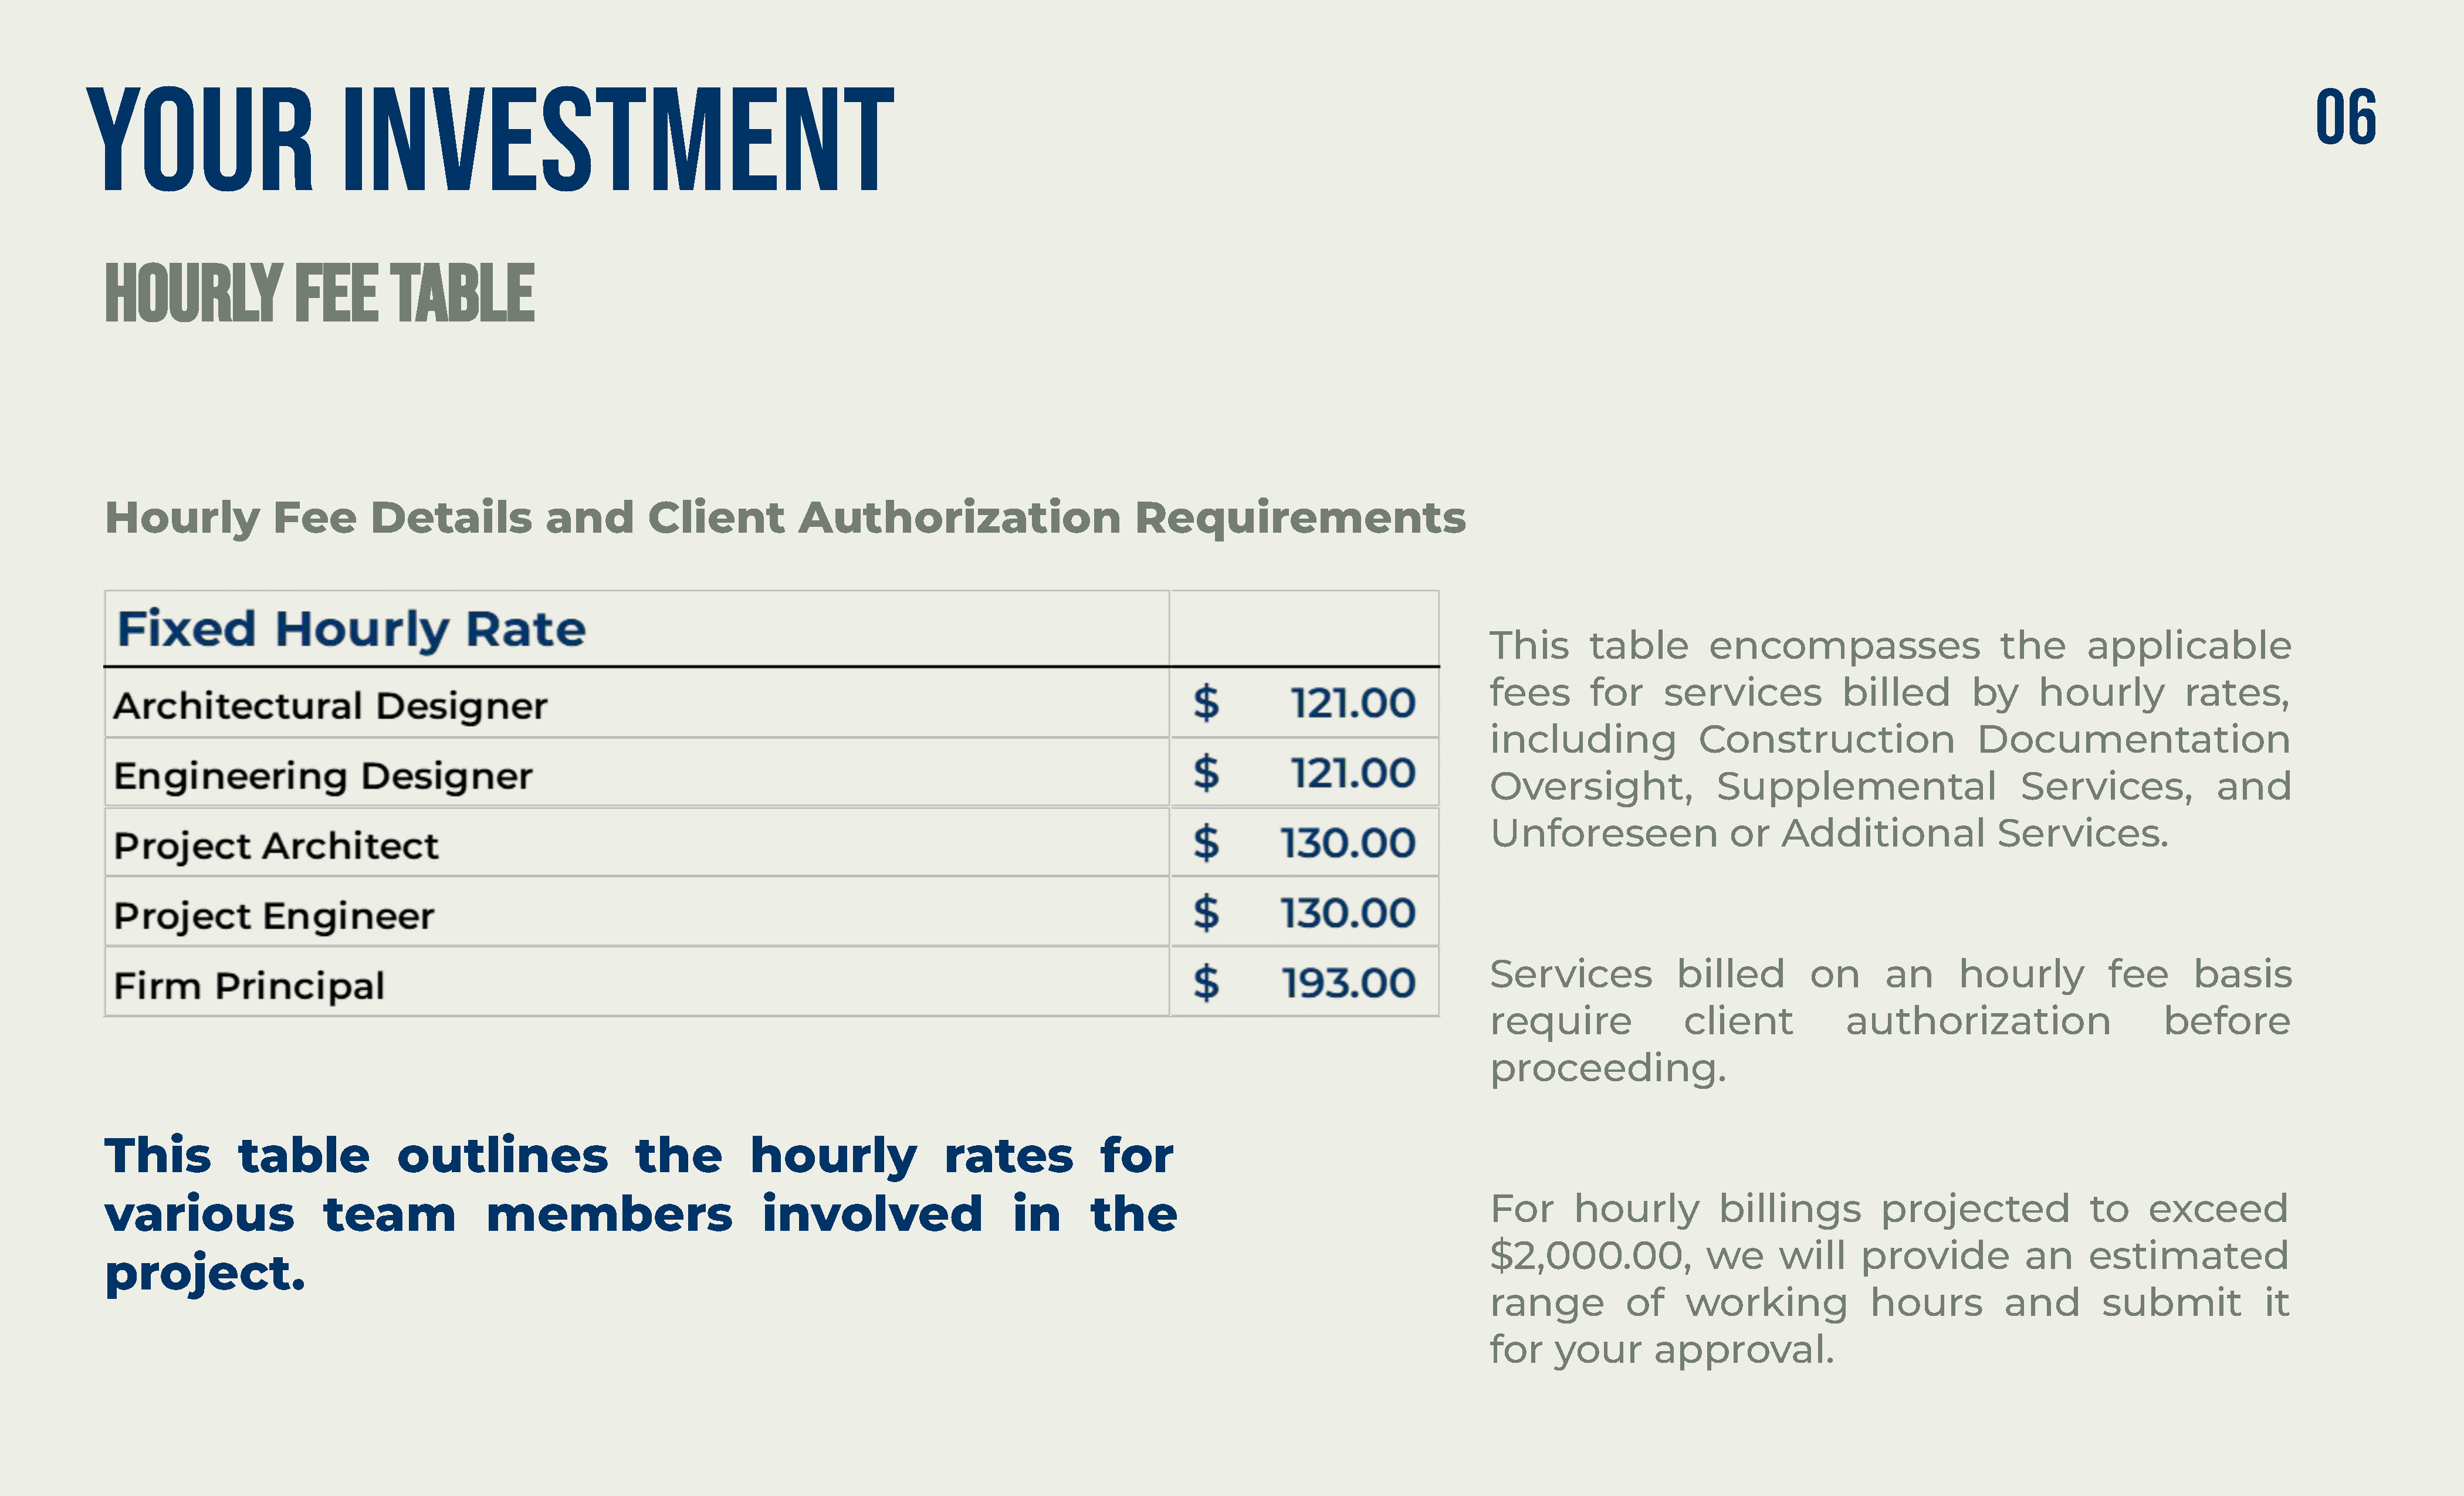 YOUR INVESTMENT
06
HOURLY FEE TABLE
Hourly Fee Details and Client Authorization Requirements
Fixed Hourly Rate
Architectural Designer $ 121.00
Engineering Designer $ 121.00
Project Architect $ 130.00
Project Engineer $ 130.00
Firm Principal $ 193.00
This table outlines the hourly rates for
various team members involved in the
project.
This table encompasses the applicable
fees for services billed by hourly rates,
including Construction Documentation
Oversight, Supplemental Services, and
Unforeseen or Additional Services.
Services billed on an hourly fee basis
require client authorization before
proceeding.
For hourly billings projected to exceed
$2,000.00, we will provide an estimated
range of working hours and submit it
for your approval.